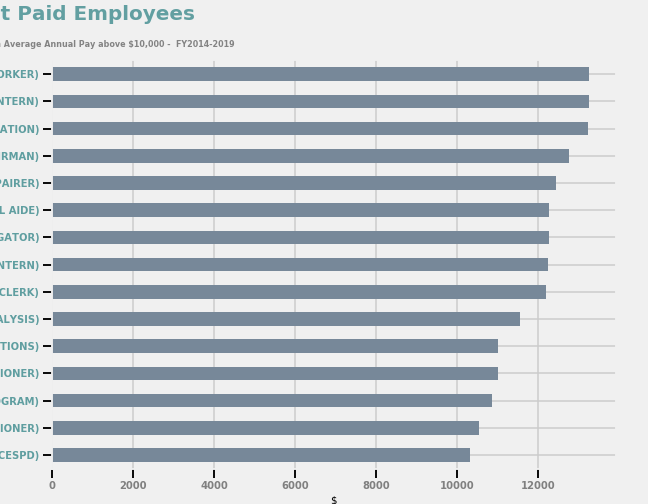 t Paid Employees
Average Annual Pay above $10,000 - FY2014-2019
ORKER)
NTERN)
ATION)
RMAN)
PAIRER)
L AIDE)
GATOR)
NTERN)
CLERK)
ALYSIS)
TIONS)
IONER)
OGRAM)
IONER)
CESPD)
0 2000 4000 6000 8000 10000 12000
$